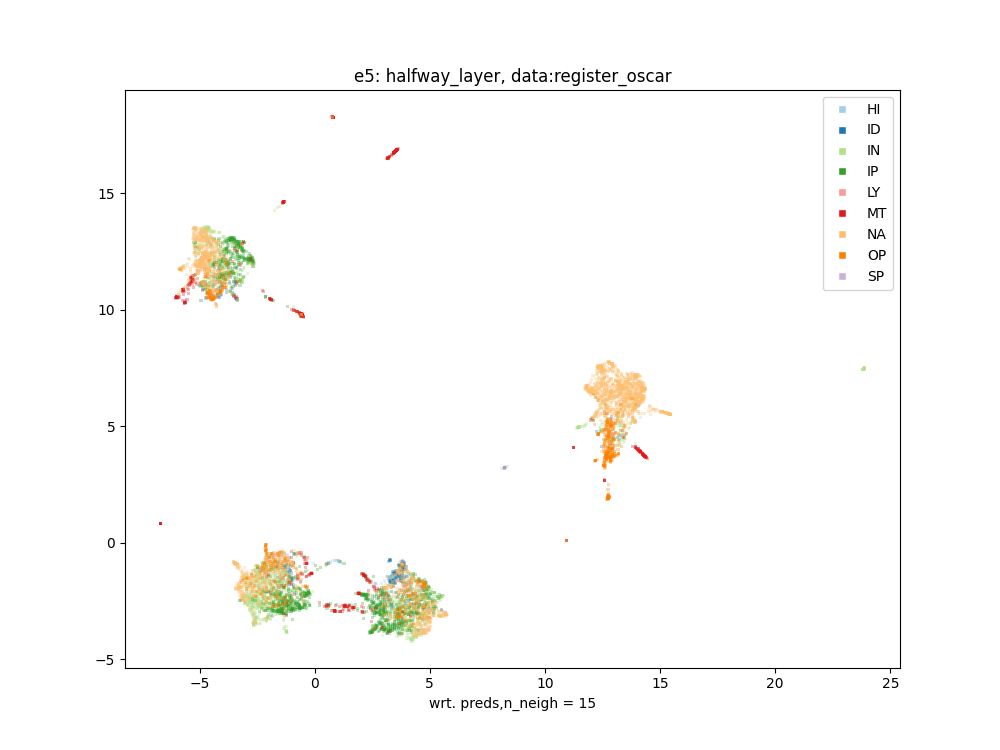 e5: halfway_layer, data:register_oscar
HI
ID
IN
IP
LY
MT
NA
OP
SP
15
10
5
0
−5
−5
0
5
10
15
20
25
wrt. preds,n_neigh = 15